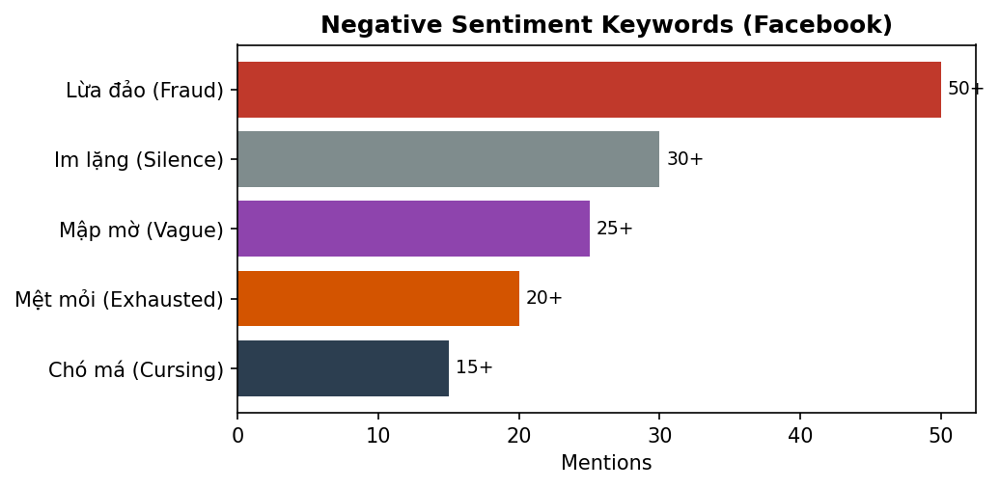 Negative Sentiment Keywords (Facebook)
Lừa đảo (Fraud)
50+
Im lặng (Silence)
30+
Mập mờ (Vague)
25+
Mệt mỏi (Exhausted)
20+
Chó má (Cursing)
15+
0 10 20 30 40 50
Mentions